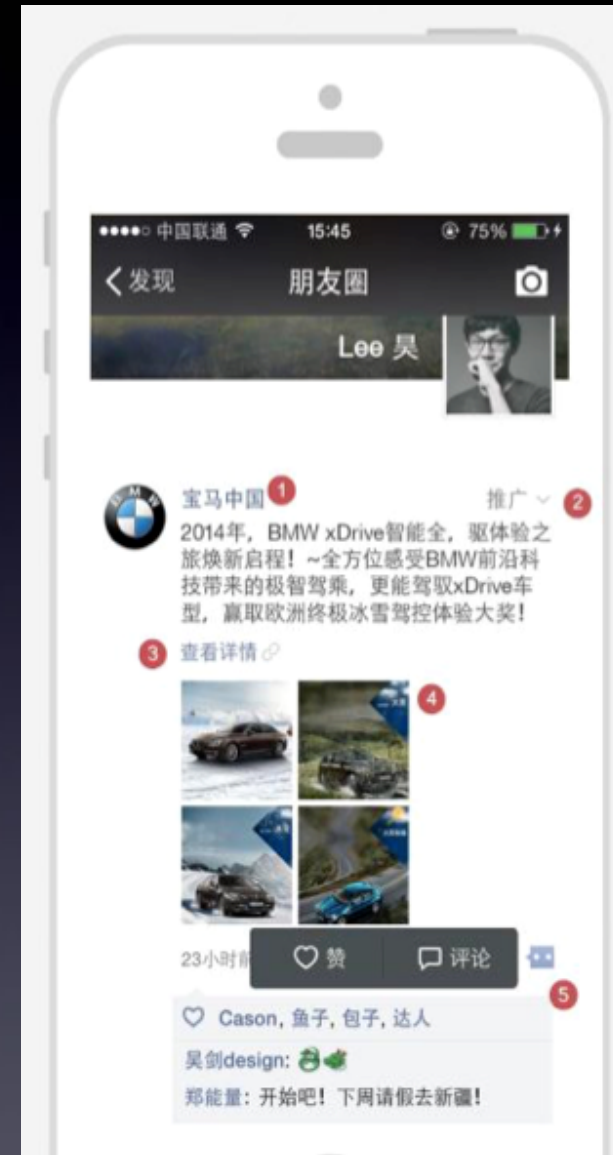 中国联通 15:45 75%
发现 朋友圈
Lee 昊
宝马中国 1 推广 2
2014年，BMW xDrive智能全，驱体验之
旅焕新启程！~全方位感受BMW前沿科
技带来的极智驾乘，更能驾驭xDrive车
型，赢取欧洲终极冰雪驾控体验大奖！
3 查看详情
4
23小时前 赞 评论
5
Cason, 鱼子, 包子, 达人
吴剑design:
郑能量: 开始吧！下周请假去新疆！